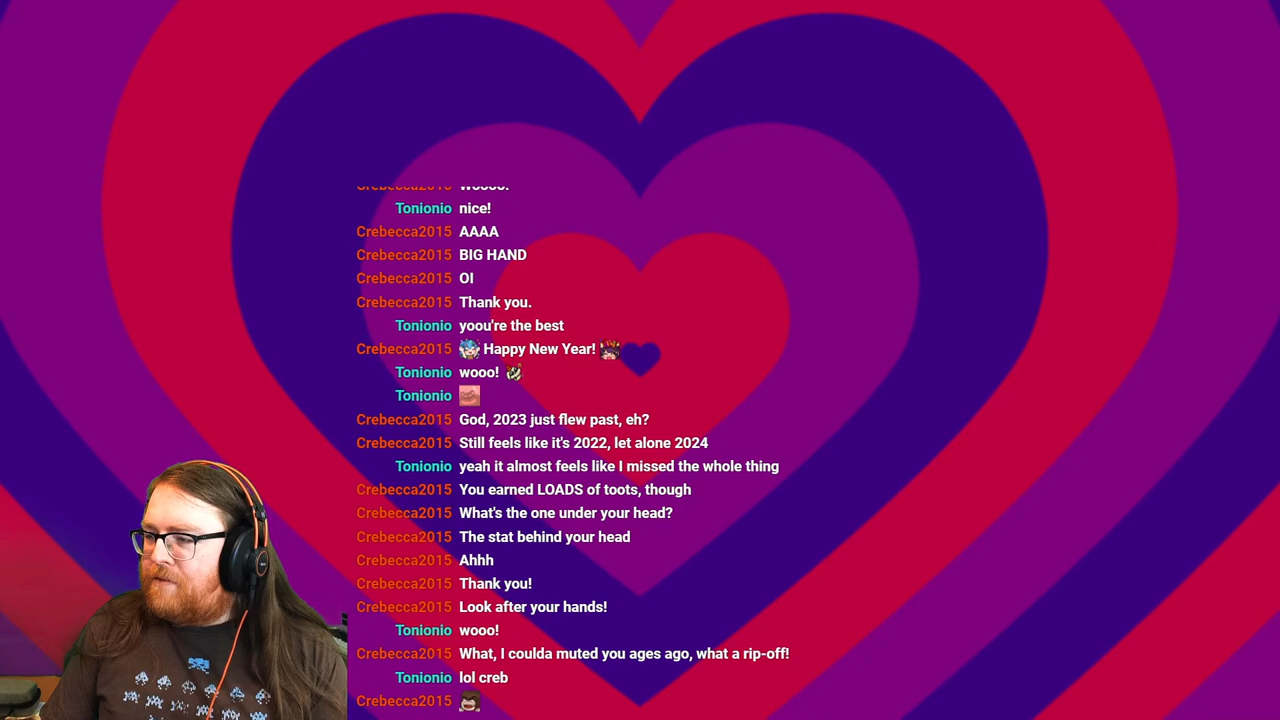 Crebecca2015 woooo!
Tonionio nice!
Crebecca2015 AAAA
Crebecca2015 BIG HAND
Crebecca2015 OI
Crebecca2015 Thank you.
Tonionio yoou're the best
Crebecca2015 Happy New Year!
Tonionio wooo!
Tonionio
Crebecca2015 God, 2023 just flew past, eh?
Crebecca2015 Still feels like it's 2022, let alone 2024
Tonionio yeah it almost feels like I missed the whole thing
Crebecca2015 You earned LOADS of toots, though
Crebecca2015 What's the one under your head?
Crebecca2015 The stat behind your head
Crebecca2015 Ahhh
Crebecca2015 Thank you!
Crebecca2015 Look after your hands!
Tonionio wooo!
Crebecca2015 What, I coulda muted you ages ago, what a rip-off!
Tonionio lol creb
Crebecca2015